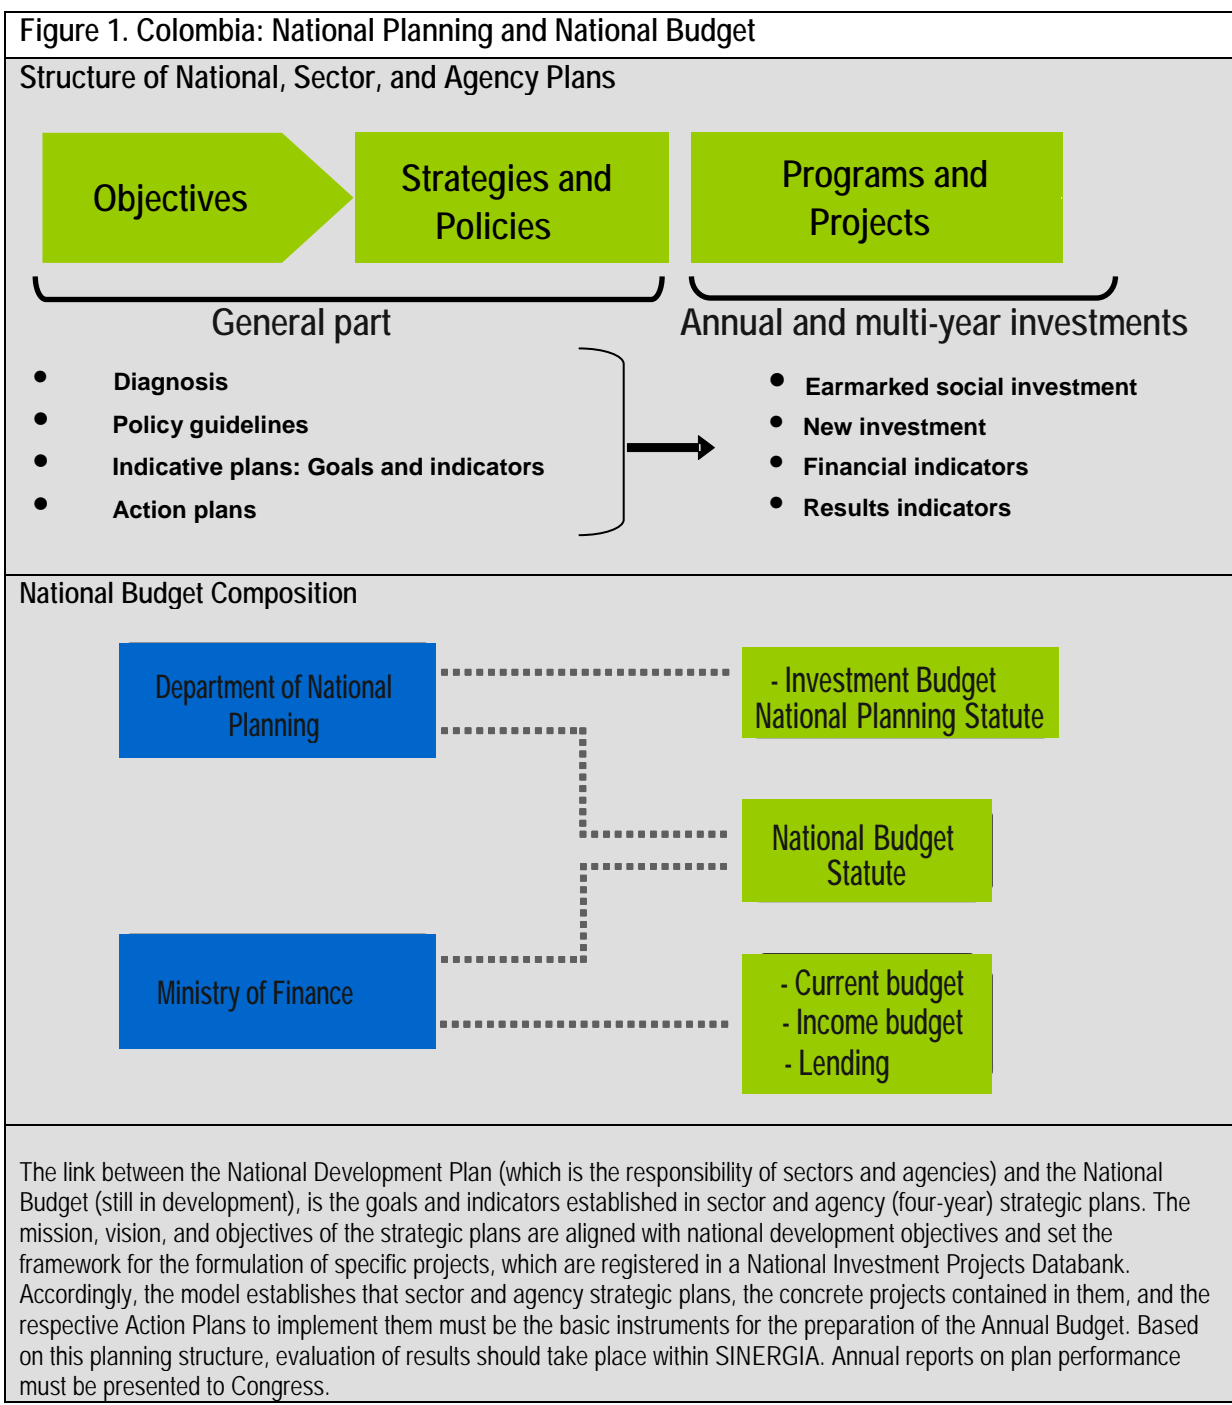 Figure 1. Colombia: National Planning and National Budget
Structure of National, Sector, and Agency Plans
Objectives
Strategies and
Policies
Programs and
Projects
General part
• Diagnosis
• Policy guidelines
• Indicative plans: Goals and indicators
• Action plans
Annual and multi-year investments
• Earmarked social investment
• New investment
• Financial indicators
• Results indicators
National Budget Composition
Department of National
Planning
- Investment Budget
National Planning Statute
National Budget
Statute
Ministry of Finance
- Current budget
- Income budget
- Lending
The link between the National Development Plan (which is the responsibility of sectors and agencies) and the National
Budget (still in development), is the goals and indicators established in sector and agency (four-year) strategic plans. The
mission, vision, and objectives of the strategic plans are aligned with national development objectives and set the
framework for the formulation of specific projects, which are registered in a National Investment Projects Databank.
Accordingly, the model establishes that sector and agency strategic plans, the concrete projects contained in them, and the
respective Action Plans to implement them must be the basic instruments for the preparation of the Annual Budget. Based
on this planning structure, evaluation of results should take place within SINERGIA. Annual reports on plan performance
must be presented to Congress.